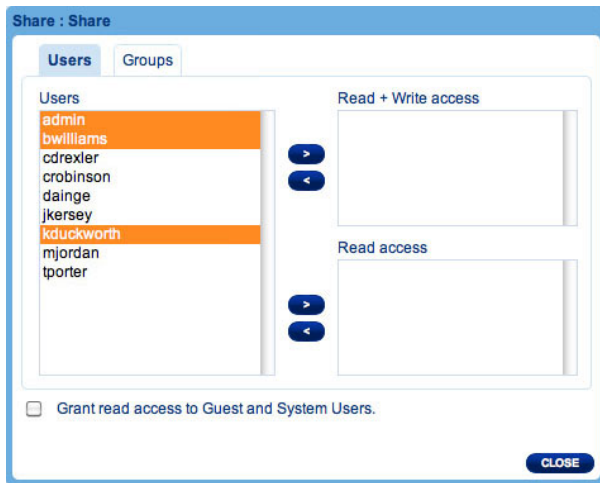 Share : Share
Users
Groups
Users
admin
bwilliams
cdrexler
crobinson
dainge
jkersey
kduckworth
mjordan
tporter
>
<
Read + Write access
Read access
>
<
Grant read access to Guest and System Users.
CLOSE